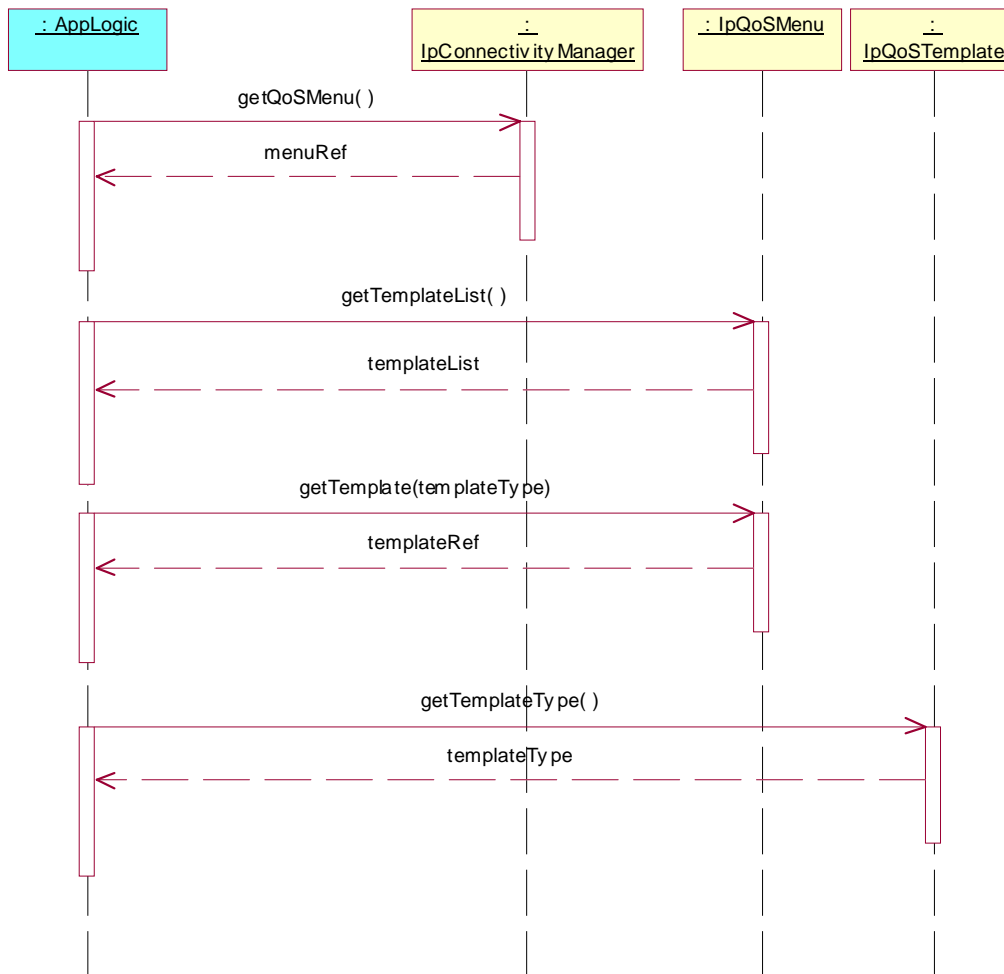 : AppLogic
:
IpConnectivityManager
: IpQoSMenu
:
IpQoSTemplate
getQoSMenu( )
menuRef
getTemplateList( )
templateList
getTemplate(templateType)
templateRef
getTemplateType( )
templateType